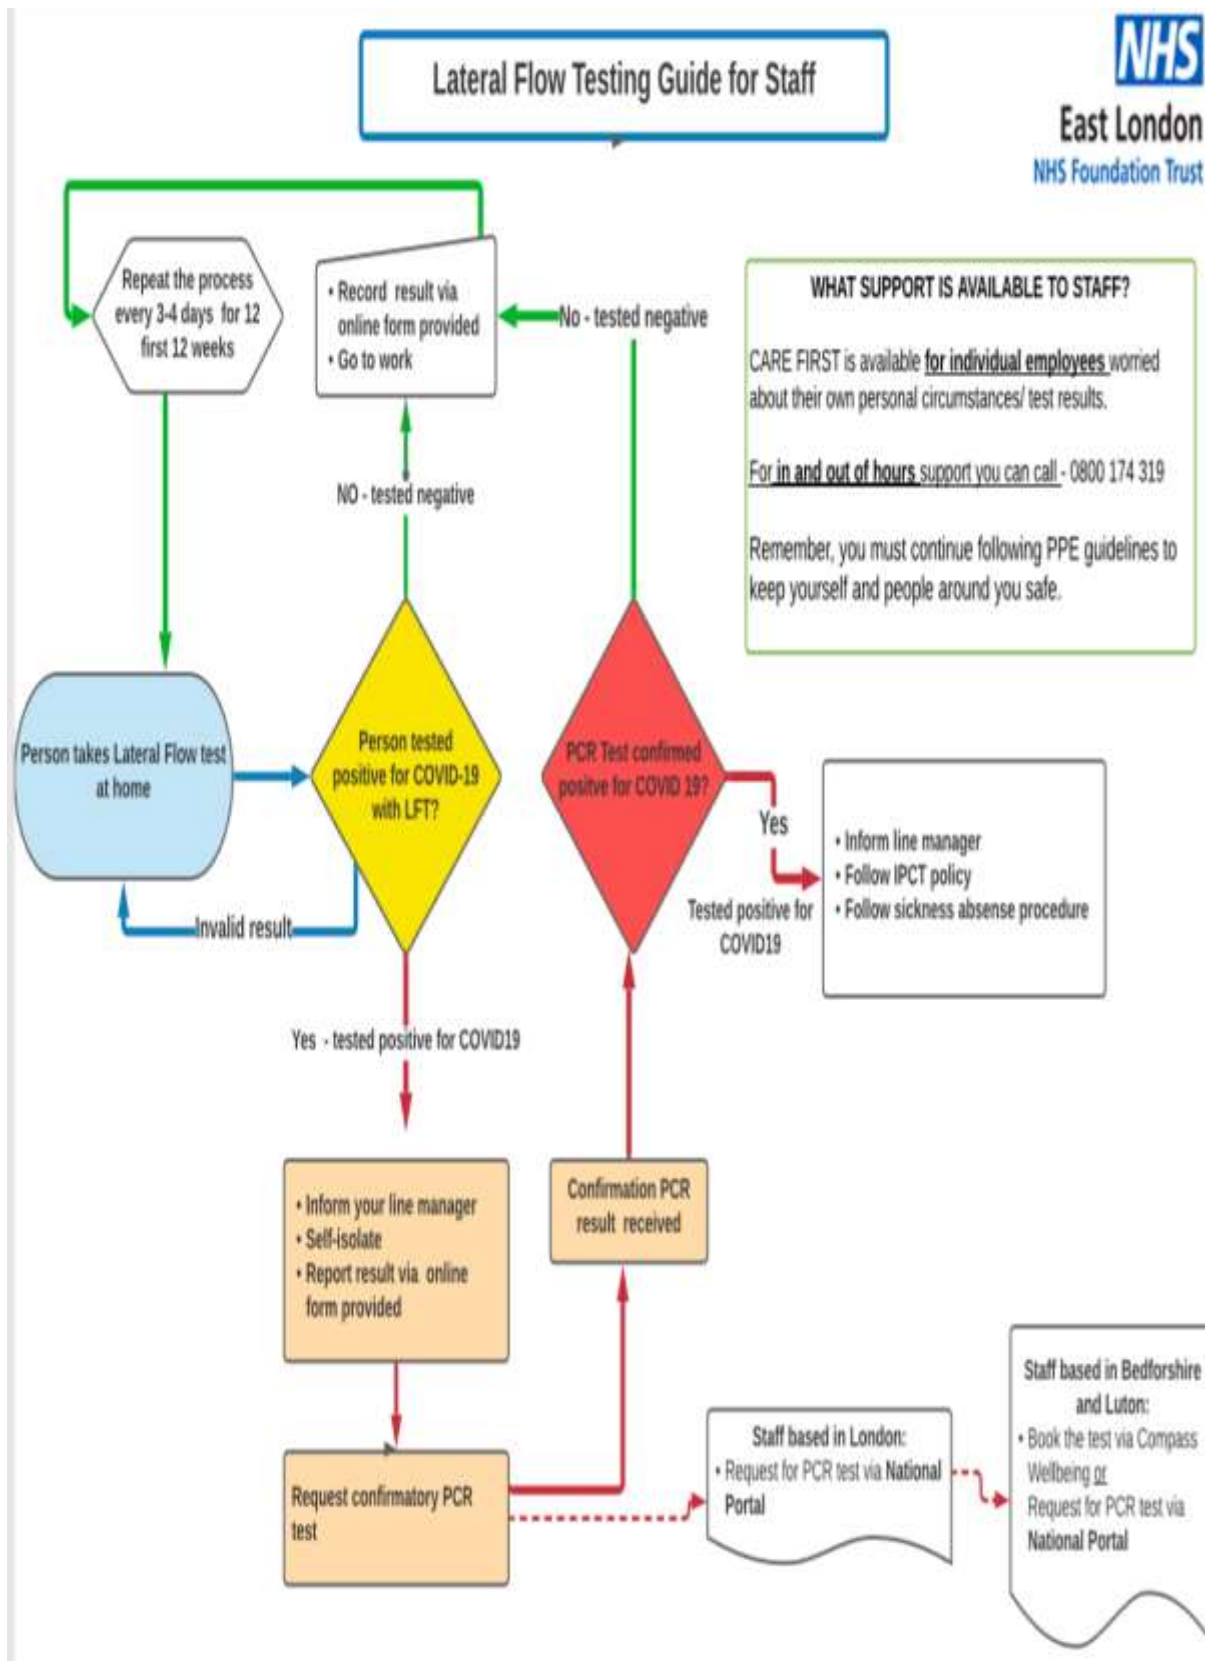 Lateral Flow Testing Guide for Staff
NHS
East London
NHS Foundation Trust
Repeat the process
every 3-4 days for 12
first 12 weeks
• Record result via
online form provided
• Go to work
No - tested negative
WHAT SUPPORT IS AVAILABLE TO STAFF?
CARE FIRST is available for individual employees worried
about their own personal circumstances/ test results.
For in and out of hours support you can call - 0800 174 319
Remember, you must continue following PPE guidelines to
keep yourself and people around you safe.
NO - tested negative
Person takes Lateral Flow test
at home
Person tested
positive for COVID-19
with LFT?
PCR Test confirmed
positve for COVID 19?
Yes
Tested positive for
COVID19
• Inform line manager
• Follow IPCT policy
• Follow sickness absense procedure
Invalid result
Yes - tested positive for COVID19
• Inform your line manager
• Self-isolate
• Report result via online
form provided
Confirmation PCR
result received
Request confirmatory PCR
test
Staff based in London:
• Request for PCR test via National
Portal
Staff based in Bedforshire
and Luton:
• Book the test via Compass
Wellbeing or
Request for PCR test via
National Portal